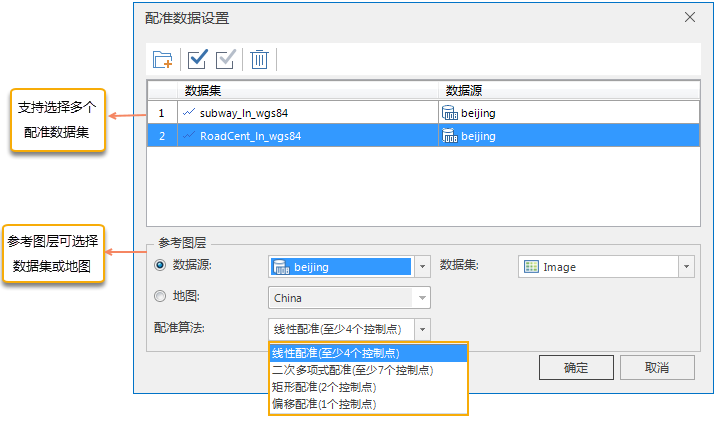 配准数据设置
数据集 数据源
支持选择多个
配准数据集
1 subway_ln_wgs84 beijing
2 RoadCent_ln_wgs84 beijing
参考图层可选择
数据集或地图
参考图层
数据源: beijing 数据集: Image
地图: China
配准算法: 线性配准(至少4个控制点)
线性配准(至少4个控制点)
二次多项式配准(至少7个控制点)
矩形配准(2个控制点)
偏移配准(1个控制点)
确定 取消